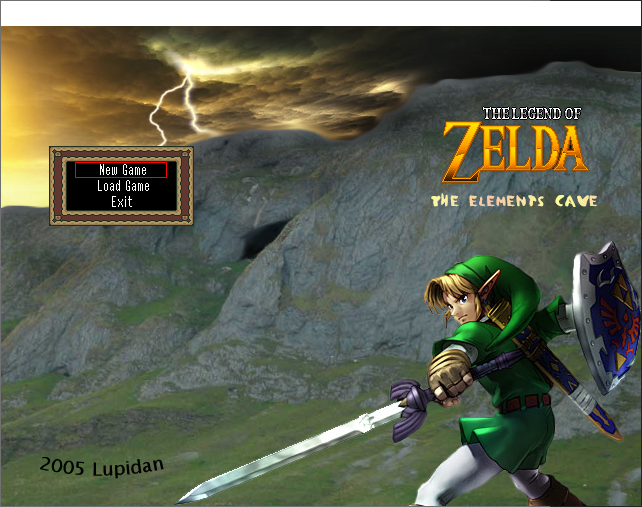 THE LEGEND OF
ZELDA
THE ELEMENTS CAVE
New Game
Load Game
Exit
2005 Lupidan